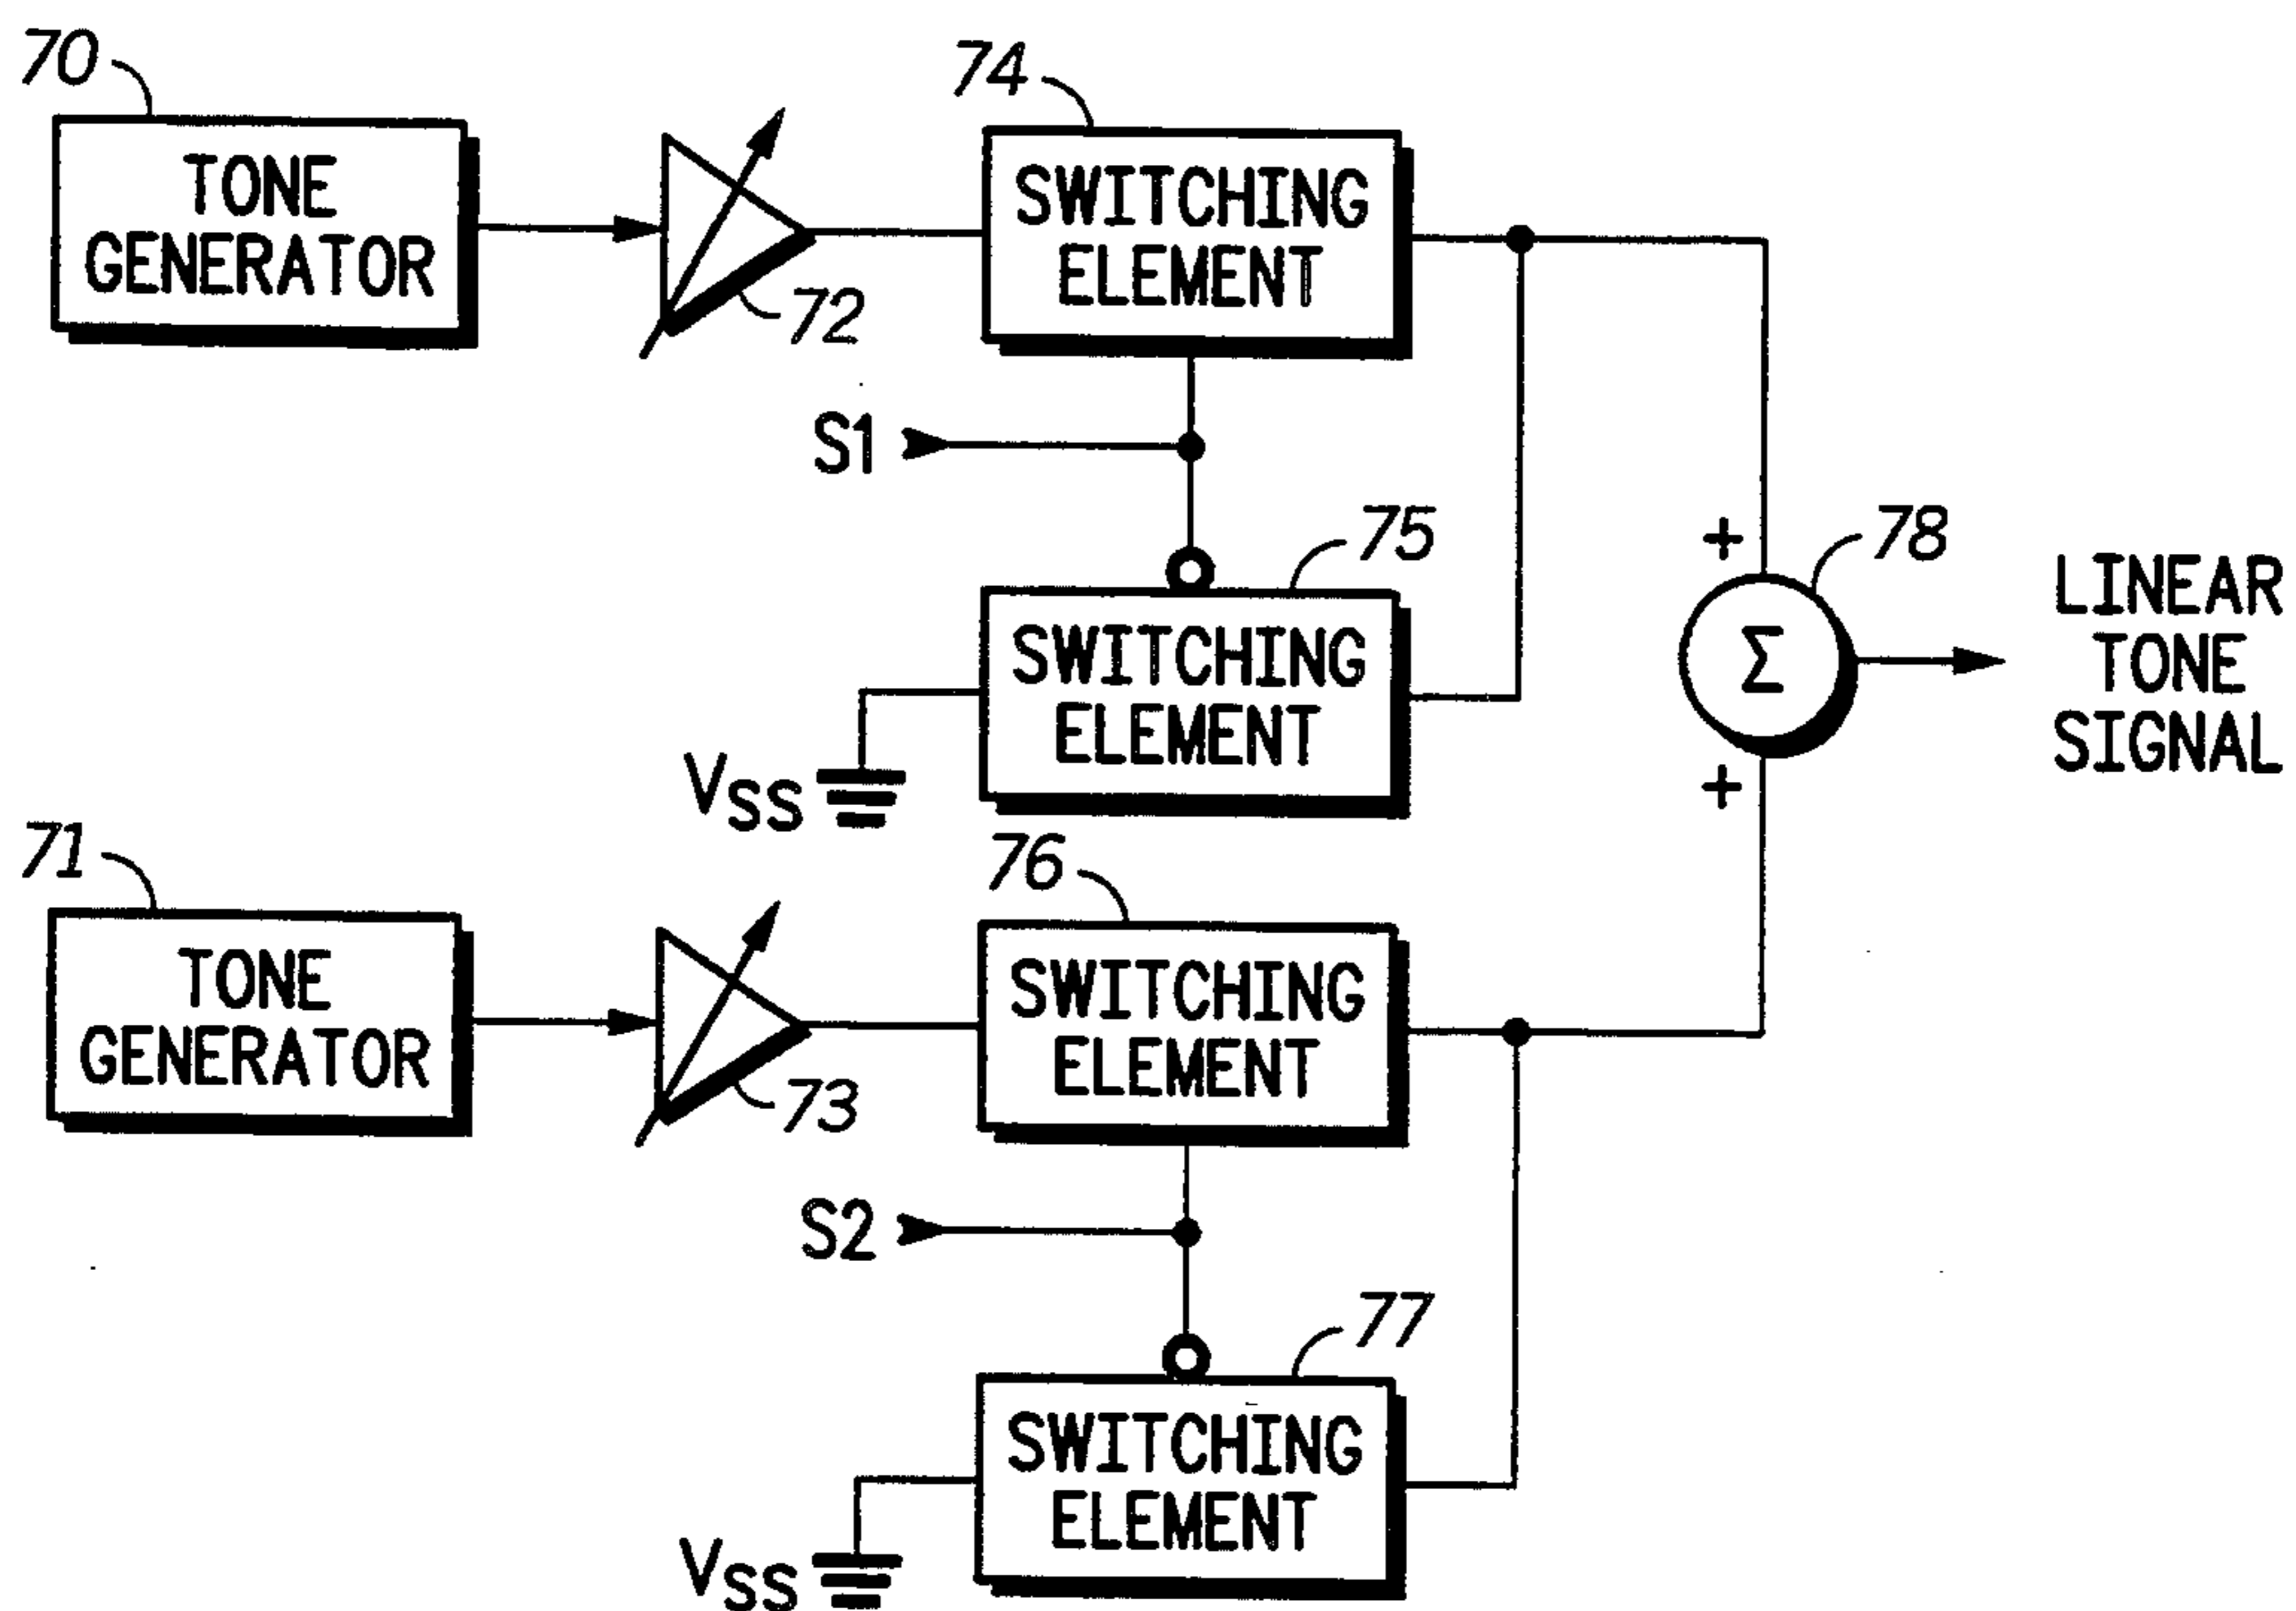 70
TONE
GENERATOR
72
74
SWITCHING
ELEMENT
S1
75
SWITCHING
ELEMENT
VSS
+
78
Σ
+
LINEAR
TONE
SIGNAL
71
TONE
GENERATOR
73
76
SWITCHING
ELEMENT
S2
77
SWITCHING
ELEMENT
VSS